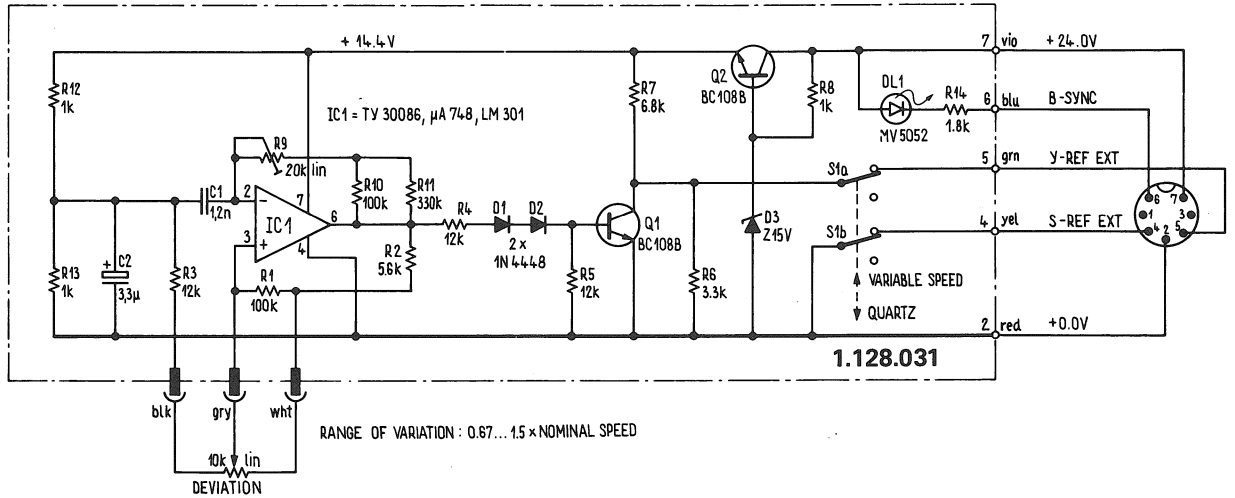 + 14.4V
7 vio +24.0V
R12
1k
R7
6.8k
Q2
BC108B
R8
1k
DL1
R14
1.8k
MV5052
6 blu B-SYNC
IC1 = TY 30086, µA 748, LM 301
R9
20k lin
5 grn Y-REF EXT
S1a
C1
1,2n
2
7
IC1
6
3
4
R10
100k
R11
330k
R4
12k
D1
D2
2 x
1N4448
Q1
BC108B
D3
Z15V
S1b
4 yel S-REF EXT
6
7
1
3
4
2
5
R13
1k
+
C2
3,3µ
R3
12k
R1
100k
R2
5.6k
R5
12k
R6
3.3k
VARIABLE SPEED
QUARTZ
2 red +0.0V
1.128.031
blk
gry
wht
RANGE OF VARIATION : 0.67... 1.5 x NOMINAL SPEED
10k lin
DEVIATION